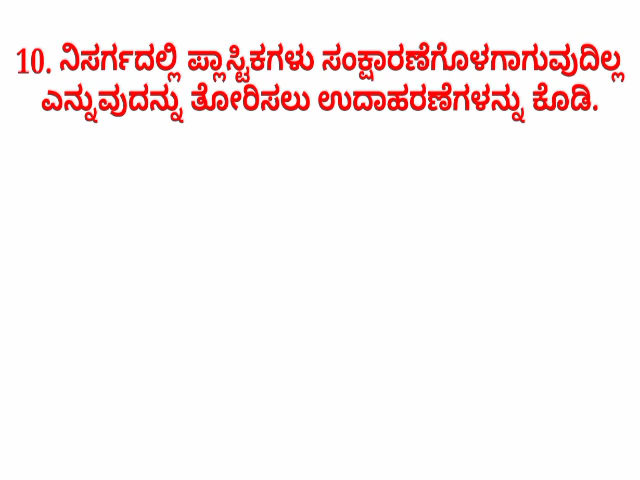 10. ನಿಸರ್ಗದಲ್ಲಿ ಪ್ಲಾಸ್ಟಿಕಗಳು ಸಂಕ್ಷಾರಣೆಗೊಳಗಾಗುವುದಿಲ್ಲ
ಎನ್ನುವುದನ್ನು ತೋರಿಸಲು ಉದಾಹರಣೆಗಳನ್ನು ಕೊಡಿ.